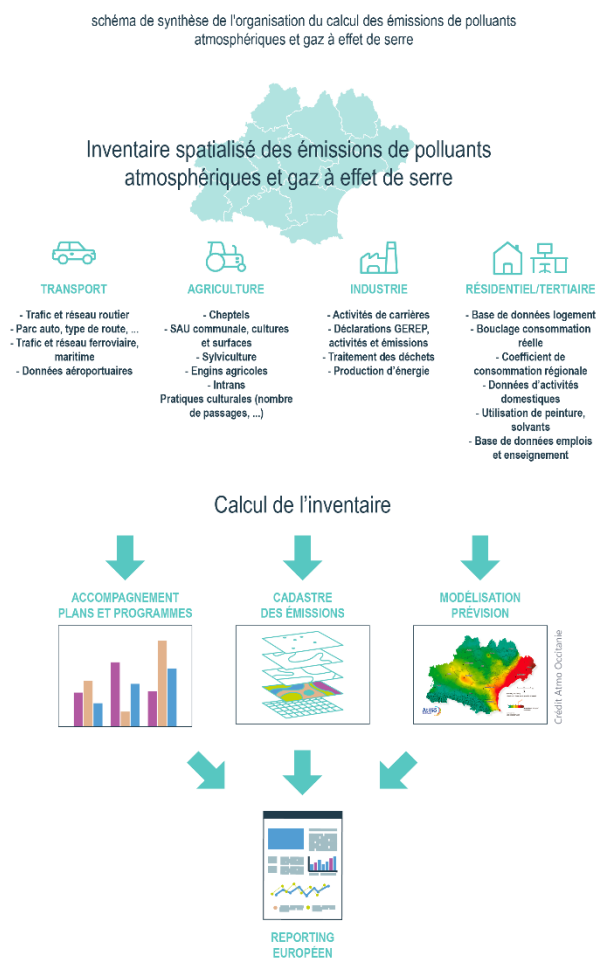 schéma de synthèse de l'organisation du calcul des émissions de polluants
atmosphériques et gaz à effet de serre
Inventaire spatialisé des émissions de polluants
atmosphériques et gaz à effet de serre
TRANSPORT
- Trafic et réseau routier
- Parc auto, type de route, ...
- Trafic et réseau ferroviaire,
maritime
- Données aéroportuaires
AGRICULTURE
- Cheptels
- SAU communale, cultures
et surfaces
- Sylviculture
- Engins agricoles
- Intrans
Pratiques culturales (nombre
de passages, ...)
INDUSTRIE
- Activités de carrières
- Déclarations GEREP,
activités et émissions
- Traitement des déchets
- Production d'énergie
RÉSIDENTIEL/TERTIAIRE
- Base de données logement
- Bouclage consommation
réelle
- Coefficient de
consommation régionale
- Données d'activités
domestiques
- Utilisation de peinture,
solvants
- Base de données emplois
et enseignement
Calcul de l'inventaire
ACCOMPAGNEMENT
PLANS ET PROGRAMMES
CADASTRE
DES ÉMISSIONS
MODÉLISATION
PRÉVISION
Crédit Atmo Occitanie
REPORTING
EUROPÉEN